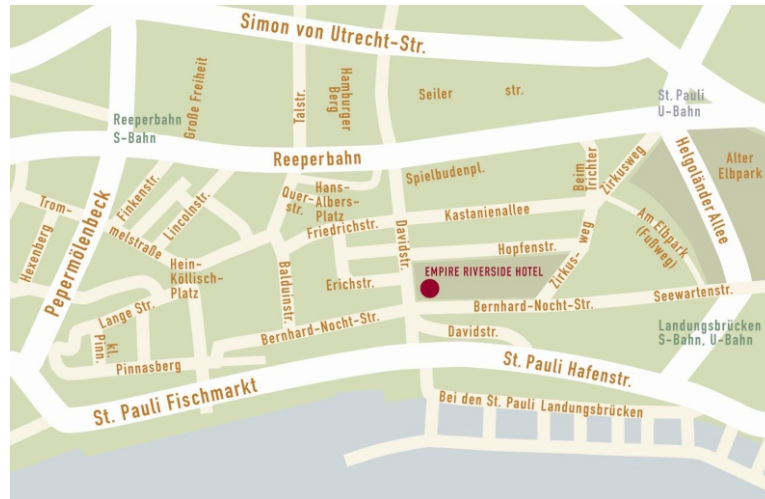 Simon von Utrecht-Str.
Große Freiheit
Talstr.
Hamburger
Berg
Seiler
str.
St. Pauli
U-Bahn
Reeperbahn
S-Bahn
Reeperbahn
Helgoländer Allee
Alter
Elbpark
Pepermölenbeck
Trom-
melstraße
Hexenberg
Finkenstr.
Lincolnstr.
Quer-
str.
Hans-
Albers-
Platz
Spielbudenpl.
Beim
Trichter
Zirkusweg
Friedrichstr.
Davidstr.
Kastanienallee
Am Elbpark
(Fußweg)
Hopfenstr.
Zirkus-
weg
Hein-
Köllisch-
Platz
Balduinstr.
Erichstr.
EMPIRE RIVERSIDE HOTEL
Seewartenstr.
Lange Str.
kl.
Pinn.
Bernhard-Nocht-Str.
Bernhard-Nocht-Str.
Davidstr.
Landungsbrücken
S-Bahn, U-Bahn
Pinnasberg
St. Pauli Fischmarkt
St. Pauli Hafenstr.
Bei den St. Pauli Landungsbrücken